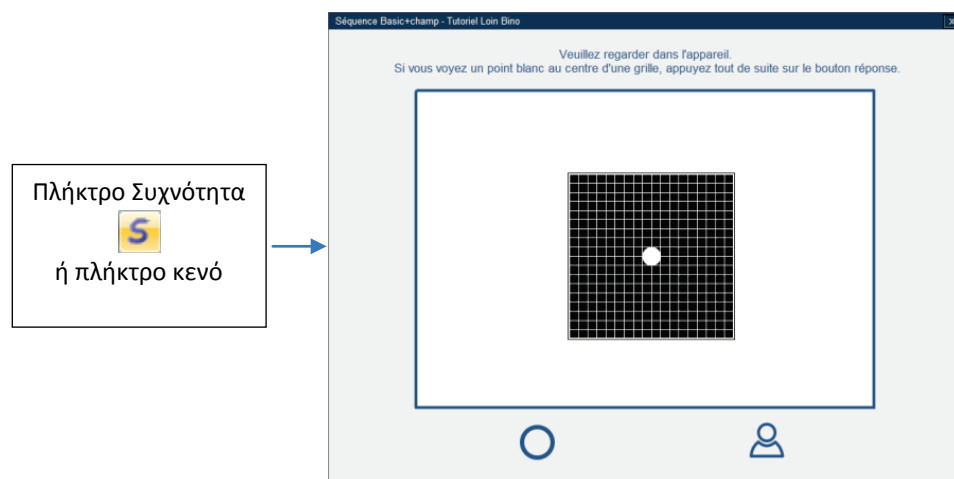 Séquence Basic+champ - Tutoriel Loin Bino
x
Veuillez regarder dans l'appareil.
Si vous voyez un point blanc au centre d'une grille, appuyez tout de suite sur le bouton réponse.
Πλήκτρο Συχνότητα
S
ή πλήκτρο κενό